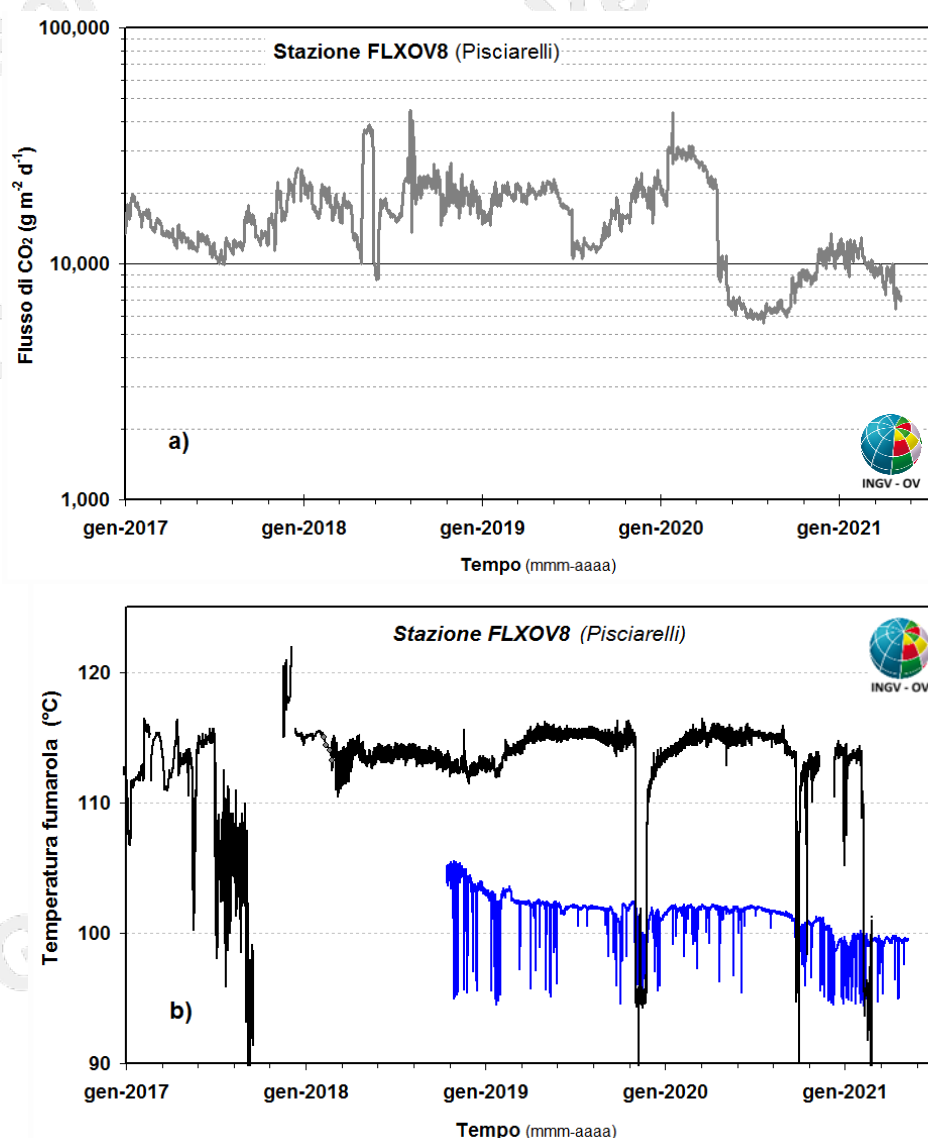 100,000
Stazione FLXOV8 (Pisciarelli)
Flusso di CO₂ (g m⁻² d⁻¹)
10,000
a)
INGV - OV
1,000
gen-2017 gen-2018 gen-2019 gen-2020 gen-2021
Tempo (mmm-aaaa)
Stazione FLXOV8 (Pisciarelli)
INGV - OV
120
Temperatura fumarola (°C)
110
100
b)
90
gen-2017 gen-2018 gen-2019 gen-2020 gen-2021
Tempo (mmm-aaaa)